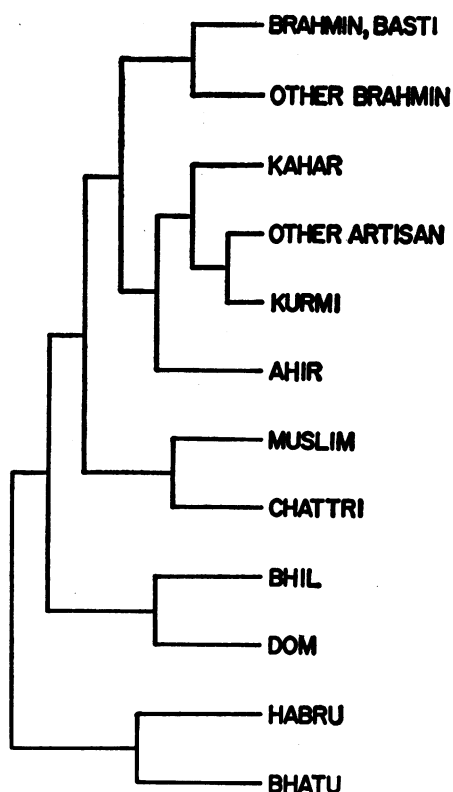 BRAHMIN, BASTI
OTHER BRAHMIN
KAHAR
OTHER ARTISAN
KURMI
AHIR
MUSLIM
CHATTRI
BHIL
DOM
HABRU
BHATU